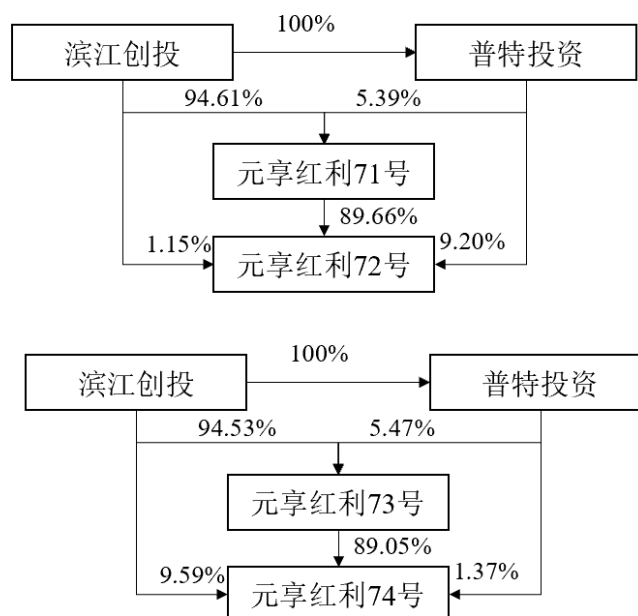 100%
滨江创投
普特投资
94.61%
5.39%
元享红利71号
89.66%
1.15%
9.20%
元享红利72号
100%
滨江创投
普特投资
94.53%
5.47%
元享红利73号
89.05%
9.59%
1.37%
元享红利74号